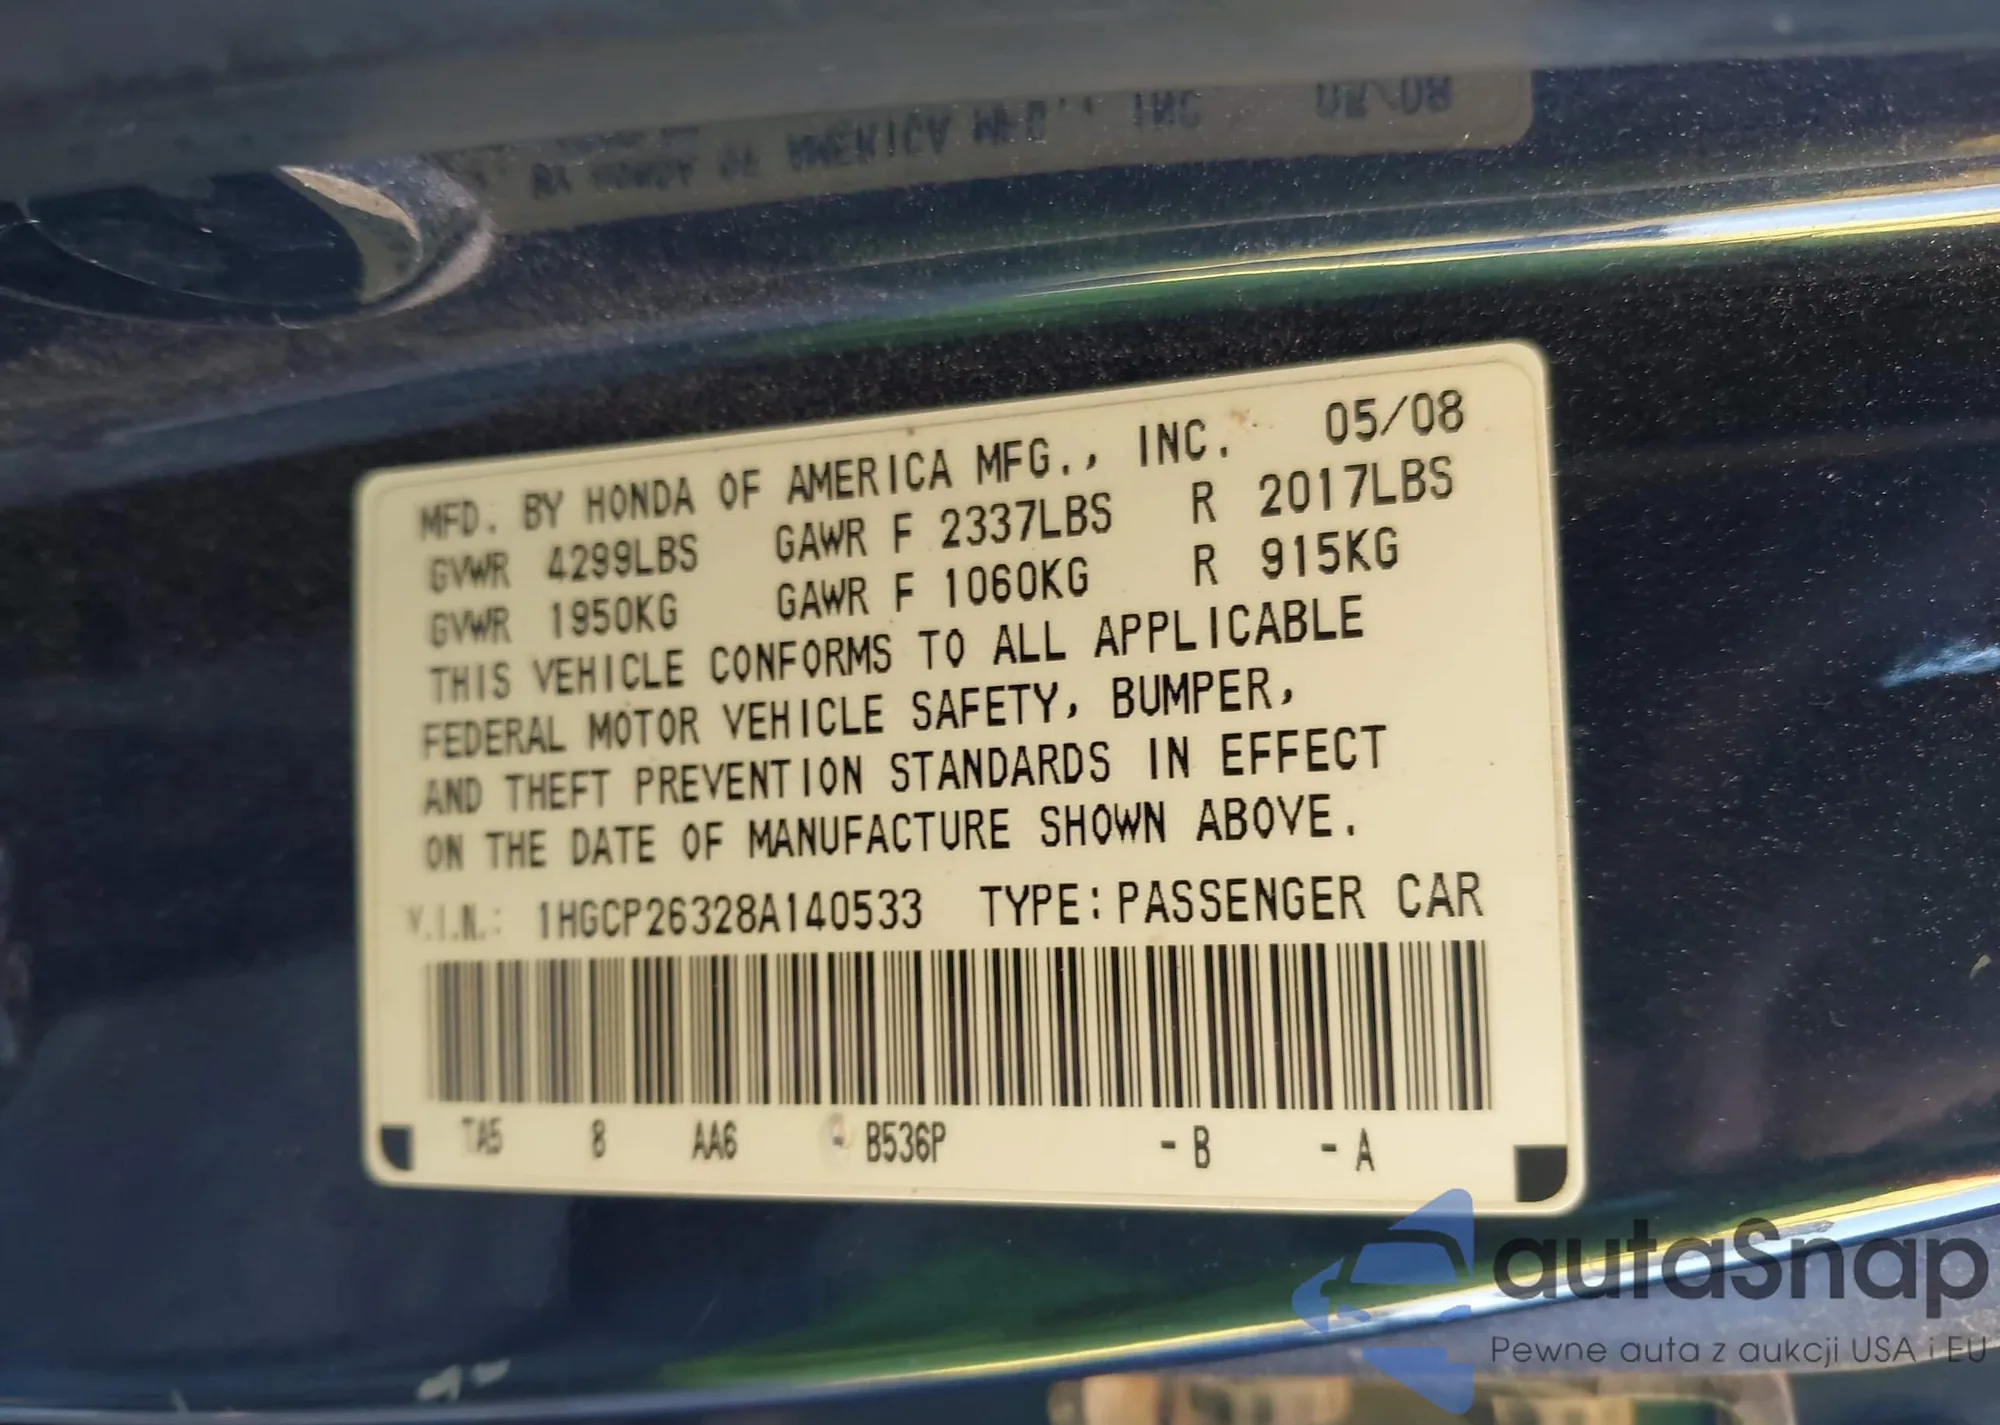 MFD. BY HONDA OF AMERICA MFG., INC. 05/08
GVWR 4299LBS GAWR F 2337LBS R 2017LBS
GVWR 1950KG GAWR F 1060KG R 915KG
THIS VEHICLE CONFORMS TO ALL APPLICABLE
FEDERAL MOTOR VEHICLE SAFETY, BUMPER,
AND THEFT PREVENTION STANDARDS IN EFFECT
ON THE DATE OF MANUFACTURE SHOWN ABOVE.
V.I.N.: 1HGCP26328A140533 TYPE: PASSENGER CAR
TA5 8 AA6 B536P - B - A
autaSnap
Pewne auta z aukcji USA i EU